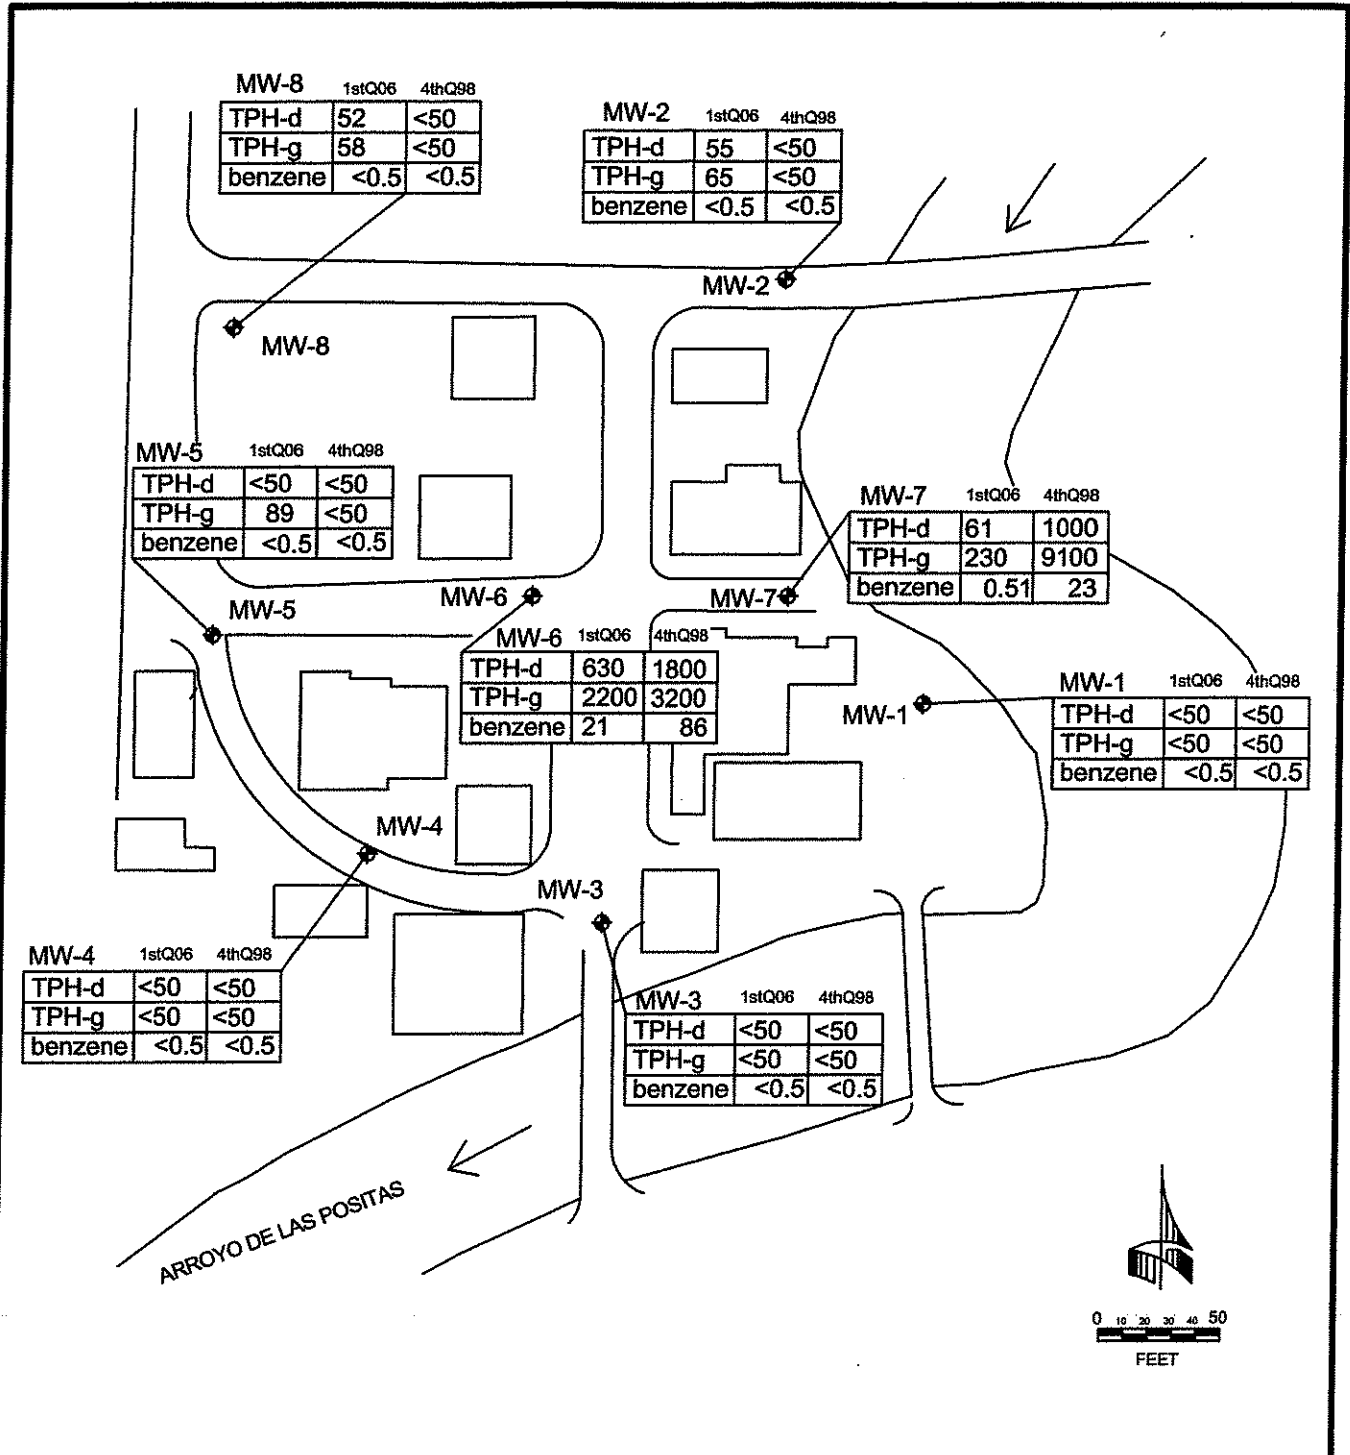 MW-8 1stQ06 4thQ98
TPH-d 52 <50
TPH-g 58 <50
benzene <0.5 <0.5
MW-2 1stQ06 4thQ98
TPH-d 55 <50
TPH-g 65 <50
benzene <0.5 <0.5
MW-2
MW-8
MW-5 1stQ06 4thQ98
TPH-d <50 <50
TPH-g 89 <50
benzene <0.5 <0.5
MW-7 1stQ06 4thQ98
TPH-d 61 1000
TPH-g 230 9100
benzene 0.51 23
MW-5
MW-6
MW-7
MW-6 1stQ06 4thQ98
TPH-d 630 1800
TPH-g 2200 3200
benzene 21 86
MW-1
MW-1 1stQ06 4thQ98
TPH-d <50 <50
TPH-g <50 <50
benzene <0.5 <0.5
MW-4
MW-3
MW-4 1stQ06 4thQ98
TPH-d <50 <50
TPH-g <50 <50
benzene <0.5 <0.5
MW-3 1stQ06 4thQ98
TPH-d <50 <50
TPH-g <50 <50
benzene <0.5 <0.5
ARROYO DE LAS POSITAS
0 10 20 30 40 50
FEET